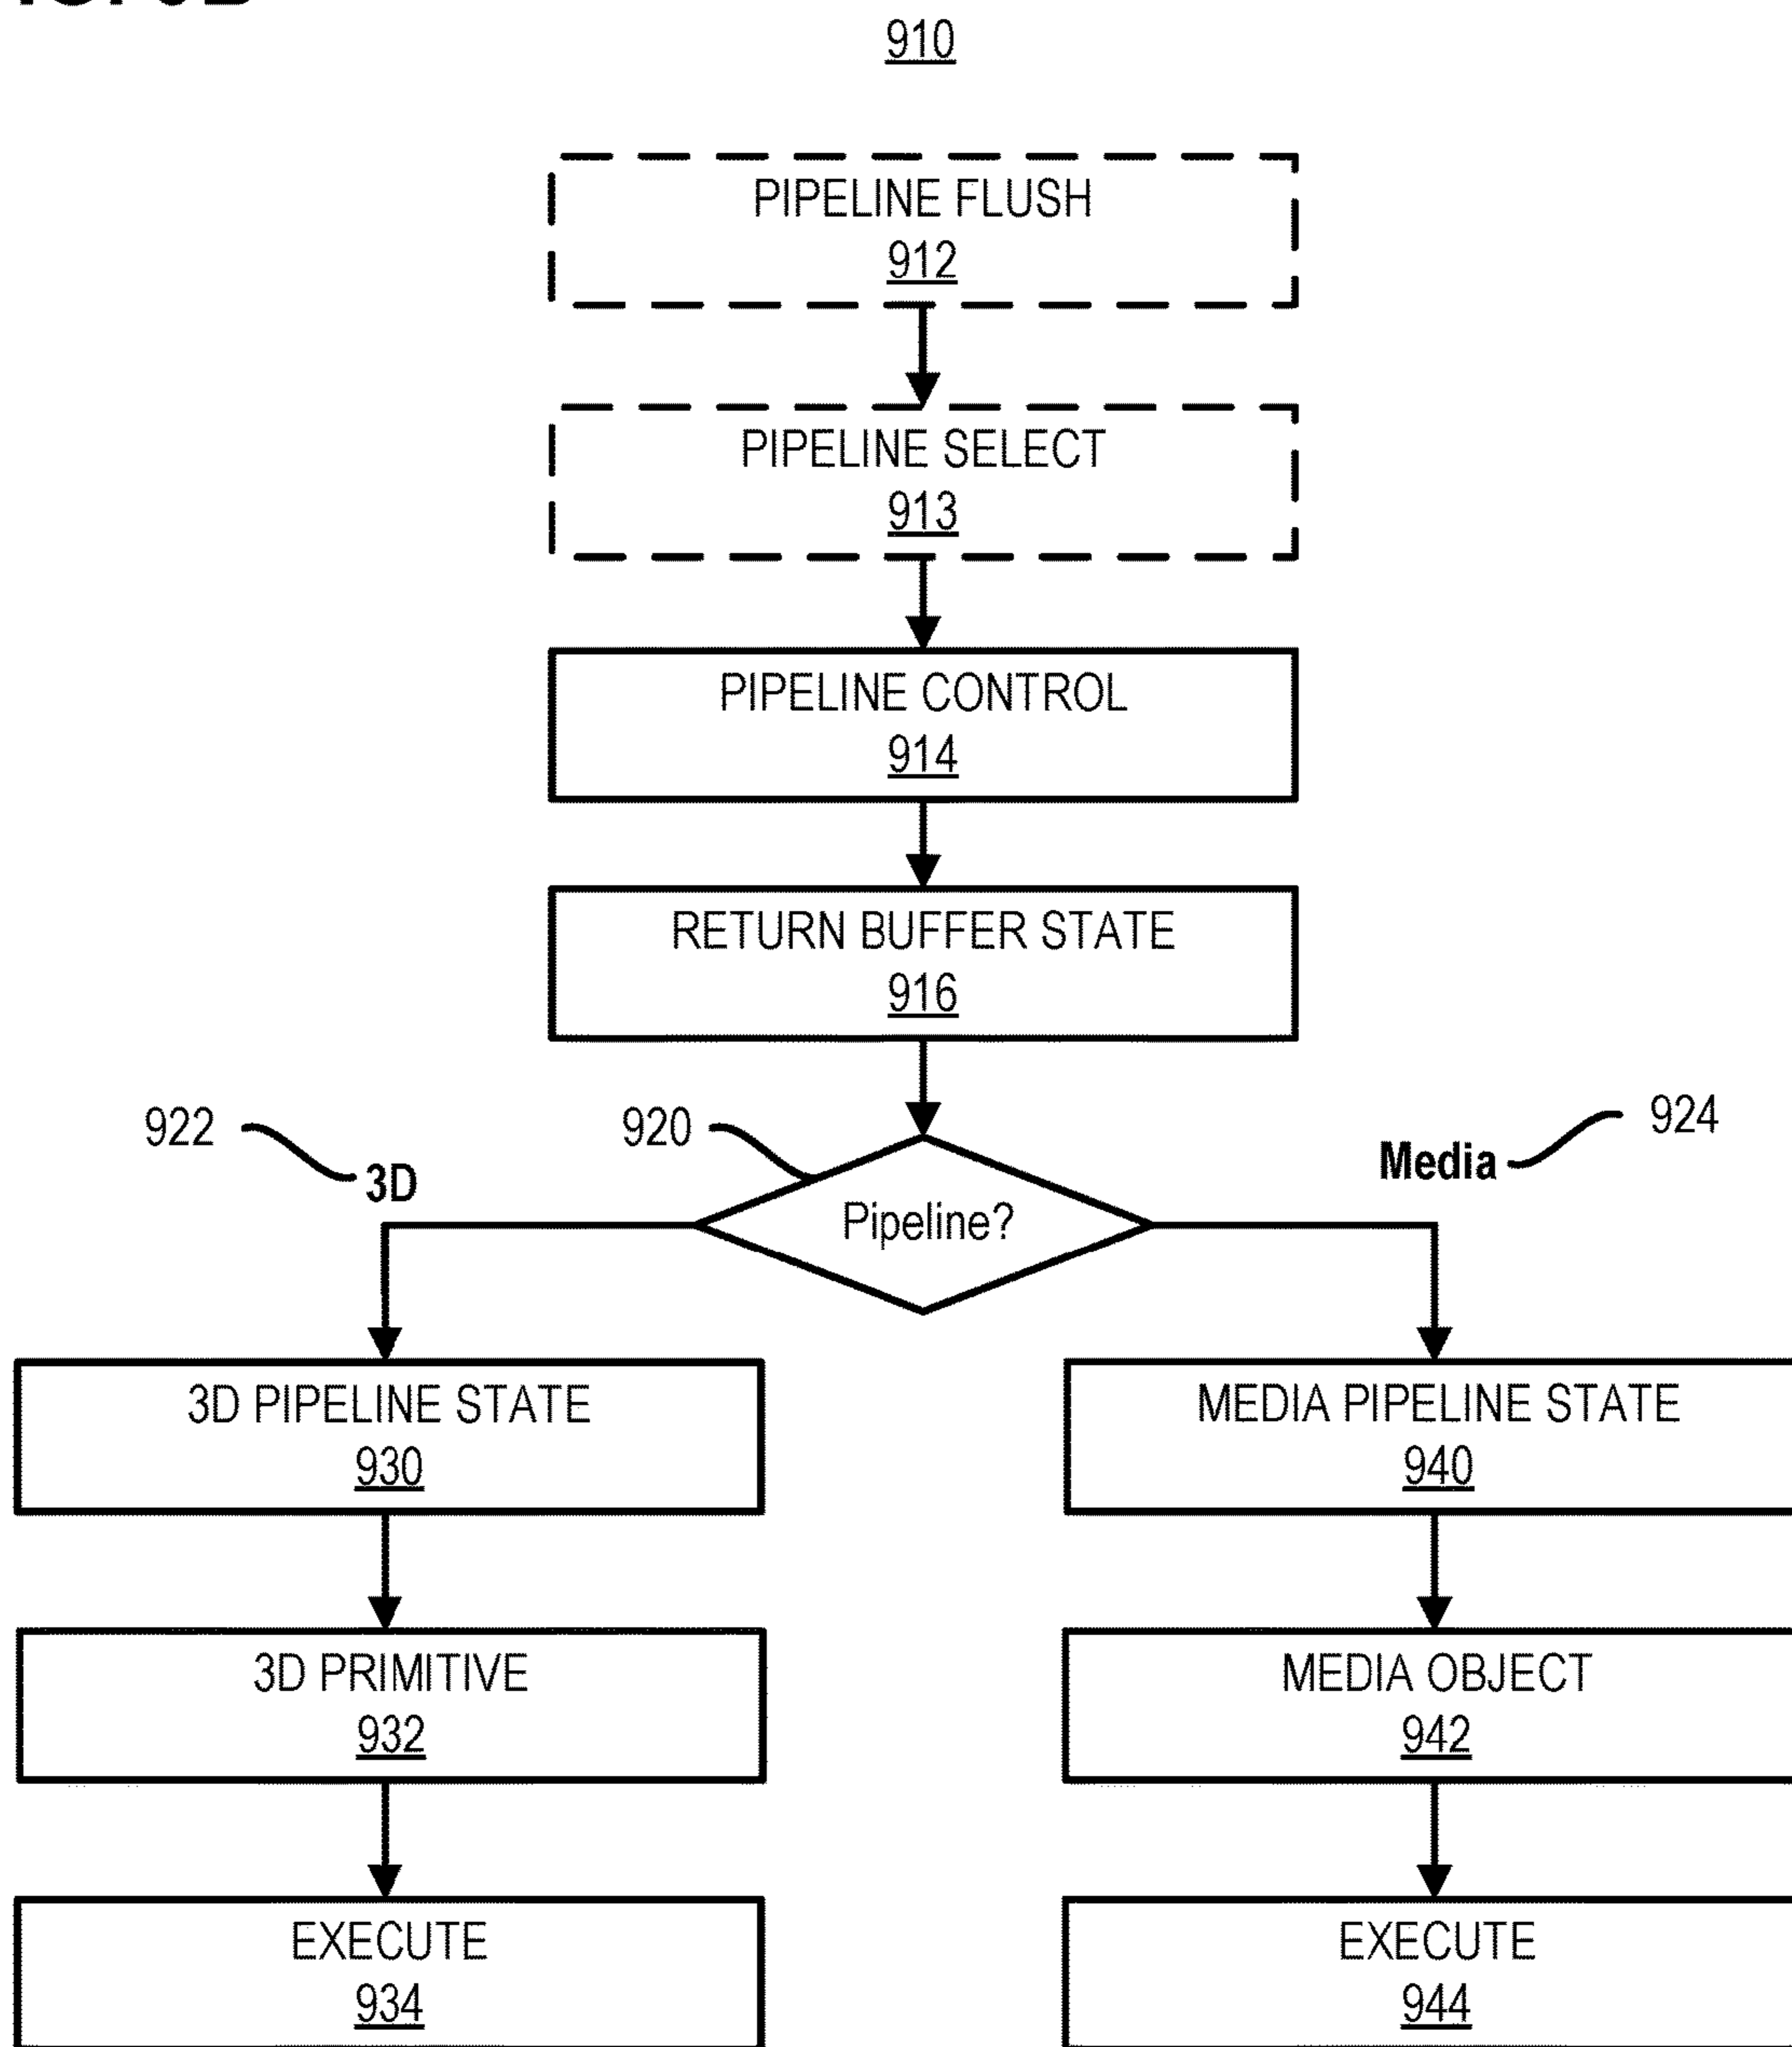 910
PIPELINE FLUSH
912
PIPELINE SELECT
913
PIPELINE CONTROL
914
RETURN BUFFER STATE
916
922
920
924
3D
Media
Pipeline?
3D PIPELINE STATE
930
MEDIA PIPELINE STATE
940
3D PRIMITIVE
932
MEDIA OBJECT
942
EXECUTE
934
EXECUTE
944